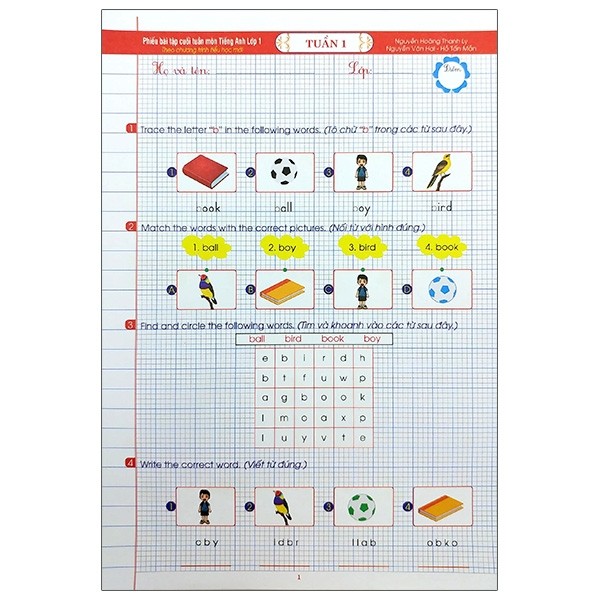 Phiếu bài tập cuối tuần môn Tiếng Anh Lớp 1
Theo chương trình tiểu học mới
TUẦN 1
Nguyễn Hoàng Thanh Ly
Nguyễn Văn Hai - Hồ Tấn Mẫn
Họ và tên:
Lớp:
Điểm
1 Trace the letter "b" in the following words. (Tô chữ "b" trong các từ sau đây.)
1 2 3 4
book ball boy bird
2 Match the words with the correct pictures. (Nối từ với hình đúng.)
1. ball 2. boy 3. bird 4. book
A B C D
3 Find and circle the following words. (Tìm và khoanh vào các từ sau đây.)
ball bird book boy
e b i r d h
b t f u w p
a g b o o k
l m o a x p
l u y v t e
4 Write the correct word. (Viết từ đúng.)
1 2 3 4
o b y i d b r l l a b o b k o
1